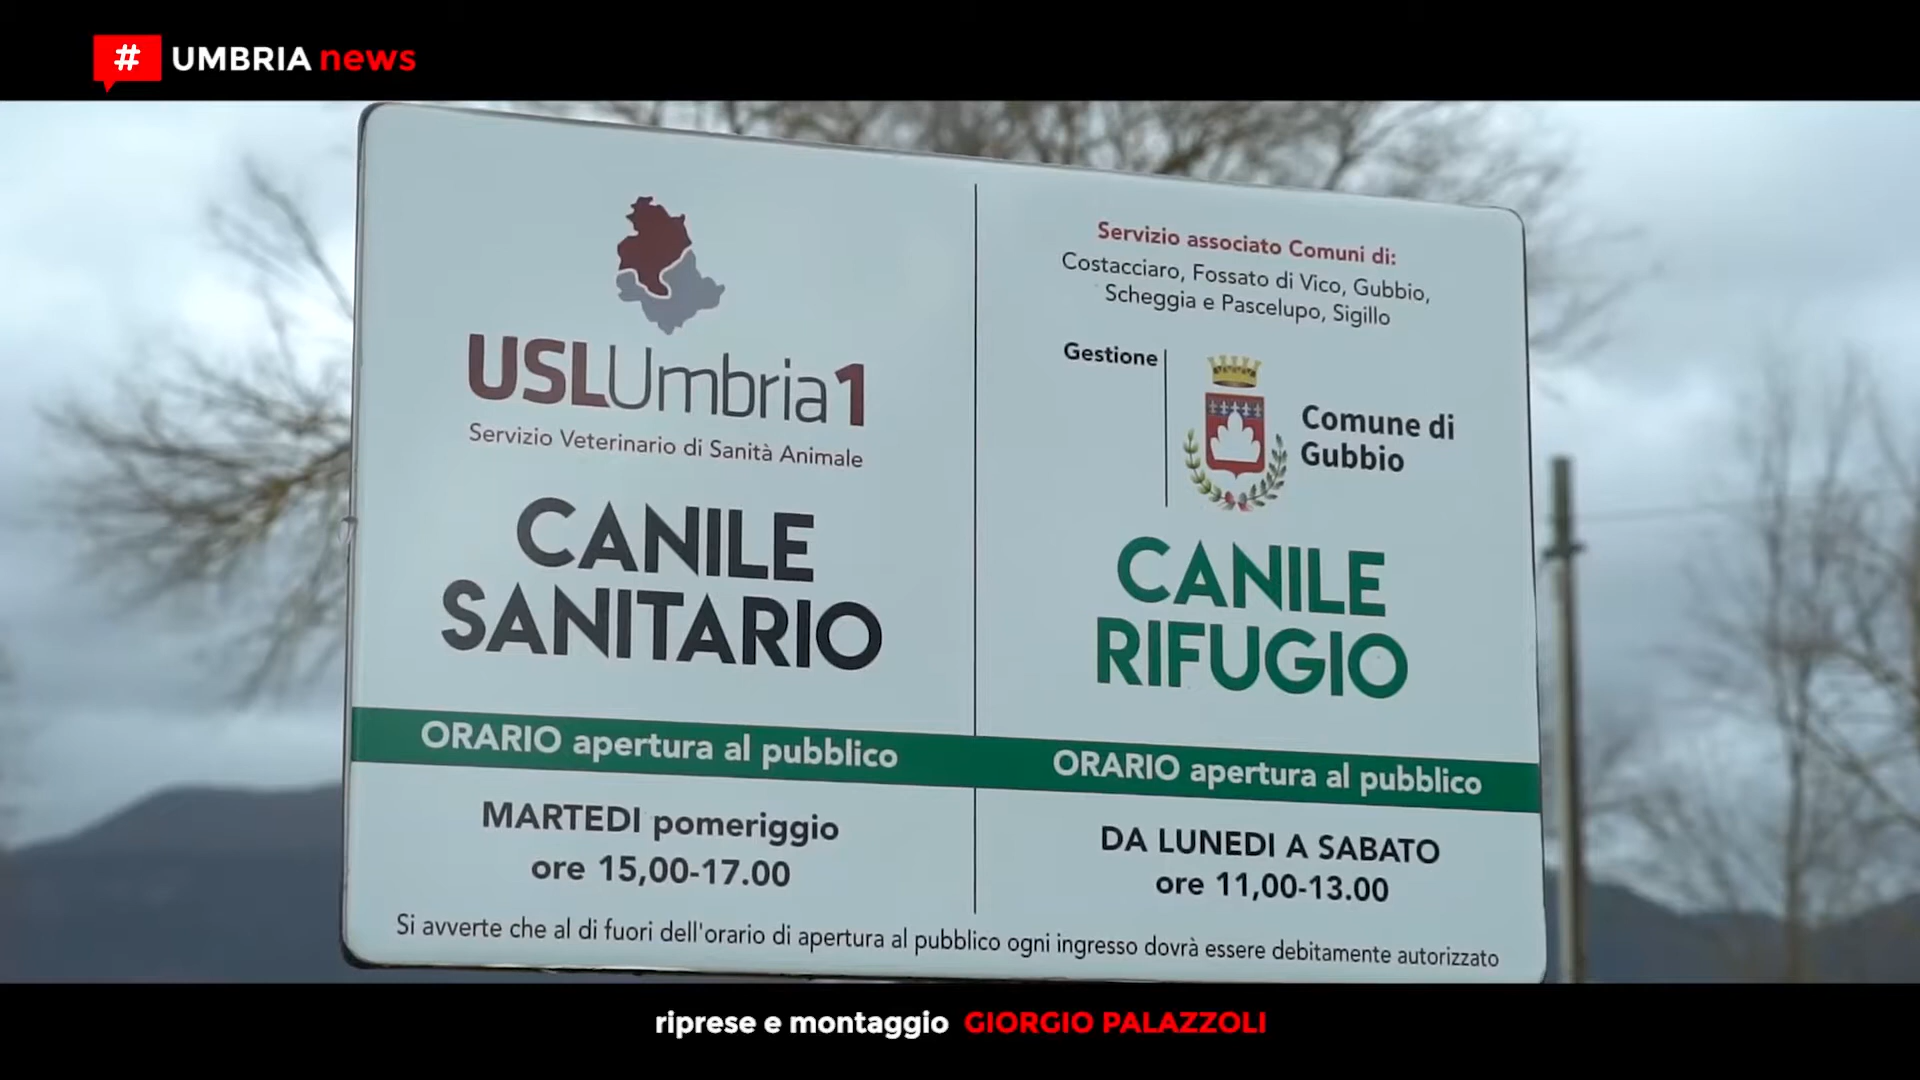 # UMBRIA news
USLUmbria1
Servizio Veterinario di Sanità Animale
CANILE
SANITARIO
ORARIO apertura al pubblico
MARTEDI pomeriggio
ore 15,00-17.00
Servizio associato Comuni di:
Costacciaro, Fossato di Vico, Gubbio,
Scheggia e Pascelupo, Sigillo
Gestione
Comune di
Gubbio
CANILE
RIFUGIO
ORARIO apertura al pubblico
DA LUNEDI A SABATO
ore 11,00-13.00
Si avverte che al di fuori dell'orario di apertura al pubblico ogni ingresso dovrà essere debitamente autorizzato
riprese e montaggio GIORGIO PALAZZOLI